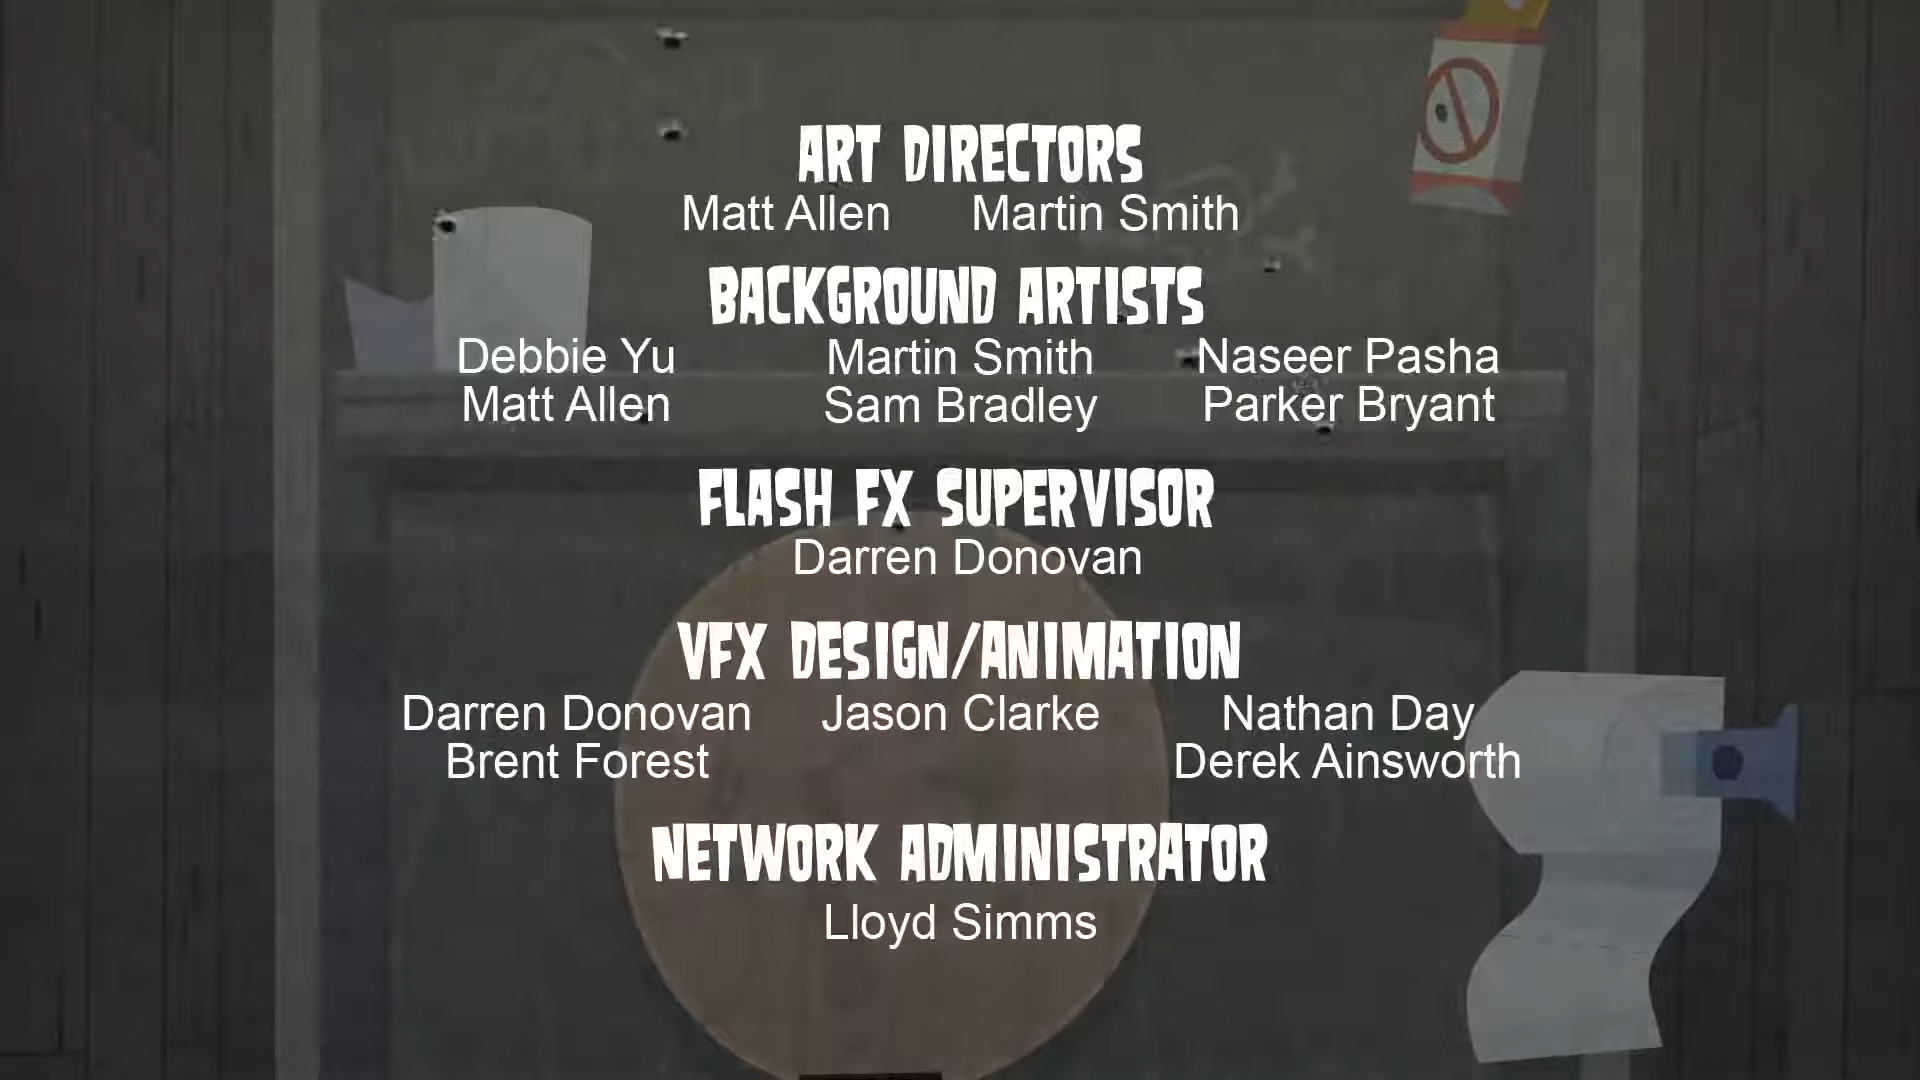 ART DIRECTORS
Matt Allen Martin Smith
BACKGROUND ARTISTS
Debbie Yu Martin Smith Naseer Pasha
Matt Allen Sam Bradley Parker Bryant
FLASH FX SUPERVISOR
Darren Donovan
VFX DESIGN/ANIMATION
Darren Donovan Jason Clarke Nathan Day
Brent Forest Derek Ainsworth
NETWORK ADMINISTRATOR
Lloyd Simms